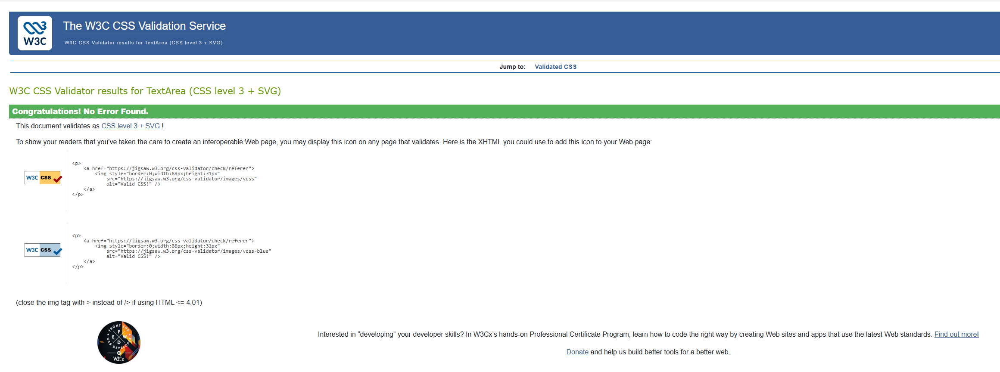 W3C
The W3C CSS Validation Service
W3C CSS Validator results for TextArea (CSS level 3 + SVG)
Jump to: Validated CSS
W3C CSS Validator results for TextArea (CSS level 3 + SVG)
Congratulations! No Error Found.
This document validates as CSS level 3 + SVG !
To show your readers that you've taken the care to create an interoperable Web page, you may display this icon on any page that validates. Here is the XHTML you could use to add this icon to your Web page:
W3C css
<p>
    <a href="https://jigsaw.w3.org/css-validator/check/referer">
        <img style="border:0;width:88px;height:31px"
            src="https://jigsaw.w3.org/css-validator/images/vcss"
            alt="Valid CSS!" />
    </a>
</p>
W3C css
<p>
    <a href="https://jigsaw.w3.org/css-validator/check/referer">
        <img style="border:0;width:88px;height:31px"
            src="https://jigsaw.w3.org/css-validator/images/vcss-blue"
            alt="Valid CSS!" />
    </a>
</p>
(close the img tag with > instead of /> if using HTML <= 4.01)
FRONT END
F
E W
D
WEB DEVELOPER
BY
W3Cx
Interested in “developing” your developer skills? In W3Cx’s hands-on Professional Certificate Program, learn how to code the right way by creating Web sites and apps that use the latest Web standards. Find out more!
Donate and help us build better tools for a better web.